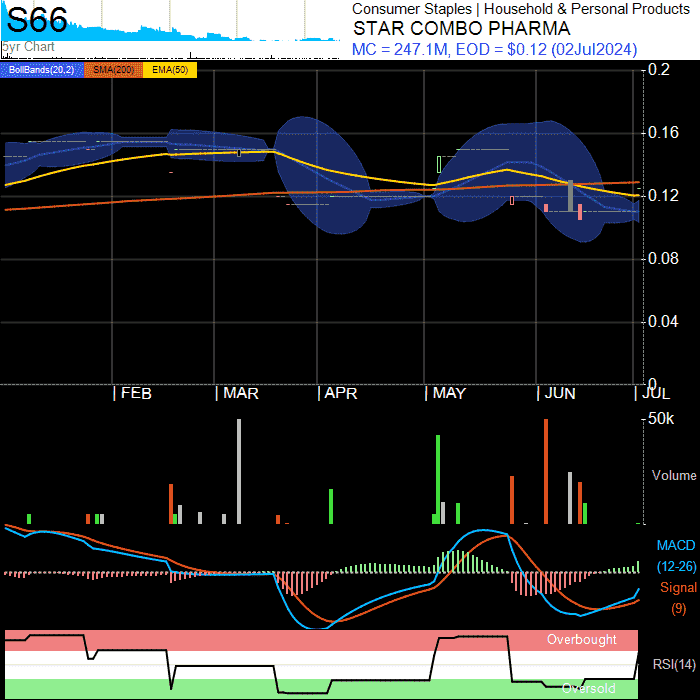 S66
5yr Chart
Consumer Staples | Household & Personal Products
STAR COMBO PHARMA
MC = 247.1M, EOD = $0.12 (02Jul2024)
BollBands(20,2) SMA(200) EMA(50)
0.2
0.16
0.12
0.08
0.04
0
FEB MAR APR MAY JUN JUL
50k
Volume
MACD
(12-26)
Signal
(9)
Overbought
RSI(14)
Oversold